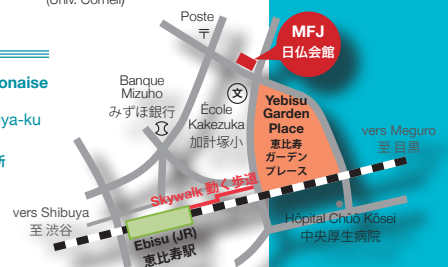 (Univ. Cornell)
Poste
〒
MFJ
日仏会館
onaise
ya-ku
所
Banque
Mizuho
みずほ銀行
文
École
Kakezuka
加計塚小
Yebisu
Garden
Place
恵比寿
ガーデン
プレース
vers Meguro
至 目黒
Skywalk 動く歩道
vers Shibuya
至 渋谷
Ebisu (JR)
恵比寿駅
Hôpital Chûô Kôsei
中央厚生病院